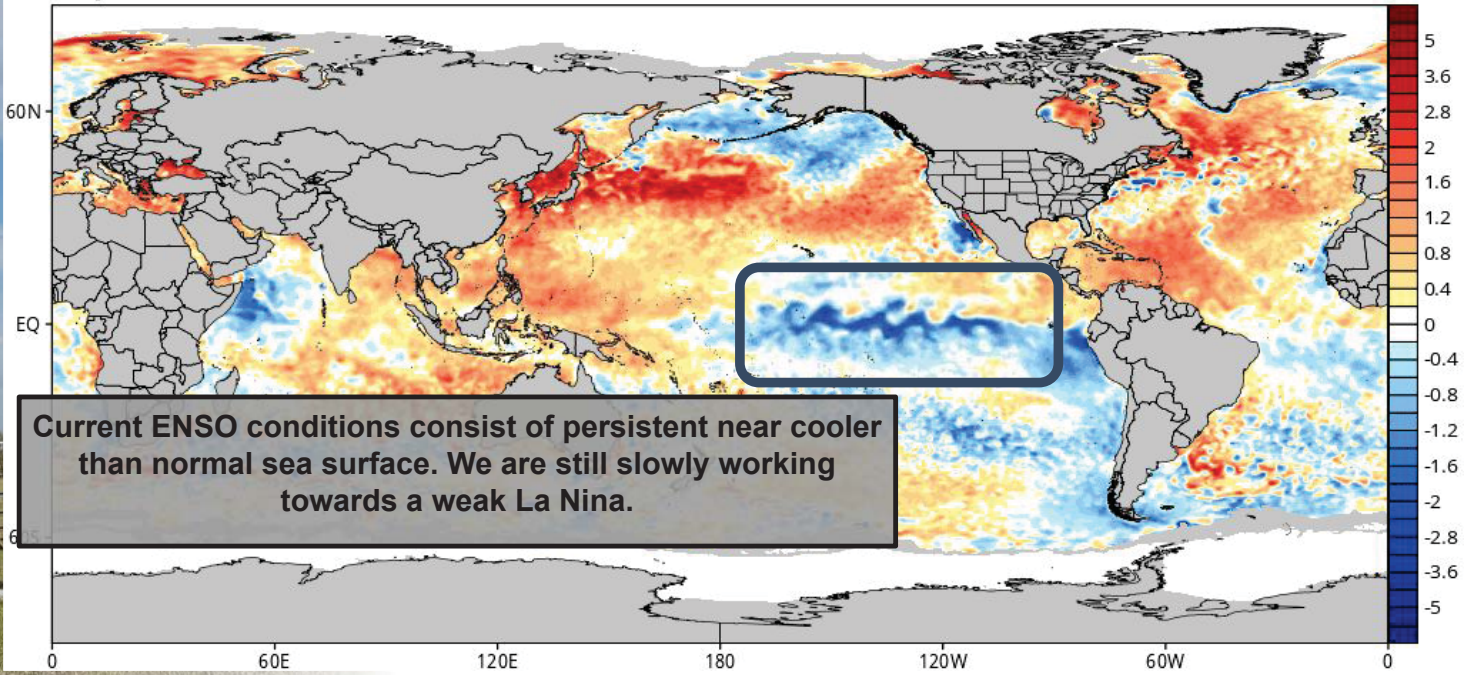 5
3.6
2.8
2
1.6
1.2
0.8
0.4
0
-0.4
-0.8
-1.2
-1.6
-2
-2.8
-3.6
-5
60N
EQ
Current ENSO conditions consist of persistent near cooler
than normal sea surface. We are still slowly working
towards a weak La Nina.
0 60E 120E 180 120W 60W 0